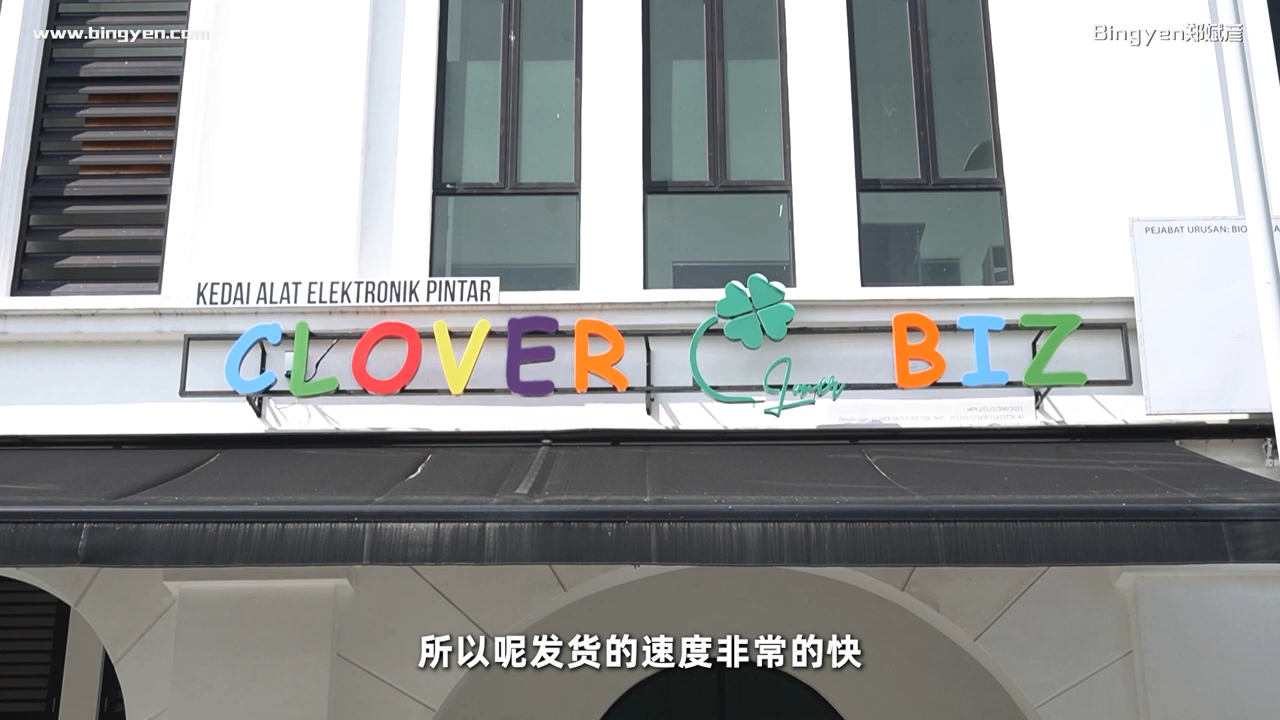 www.bingyen.com
Bingyen郑斌彦
PEJABAT URUSAN: BIO
KEDAI ALAT ELEKTRONIK PINTAR
CLOVER BIZ
Lover
所以呢发货的速度非常的快